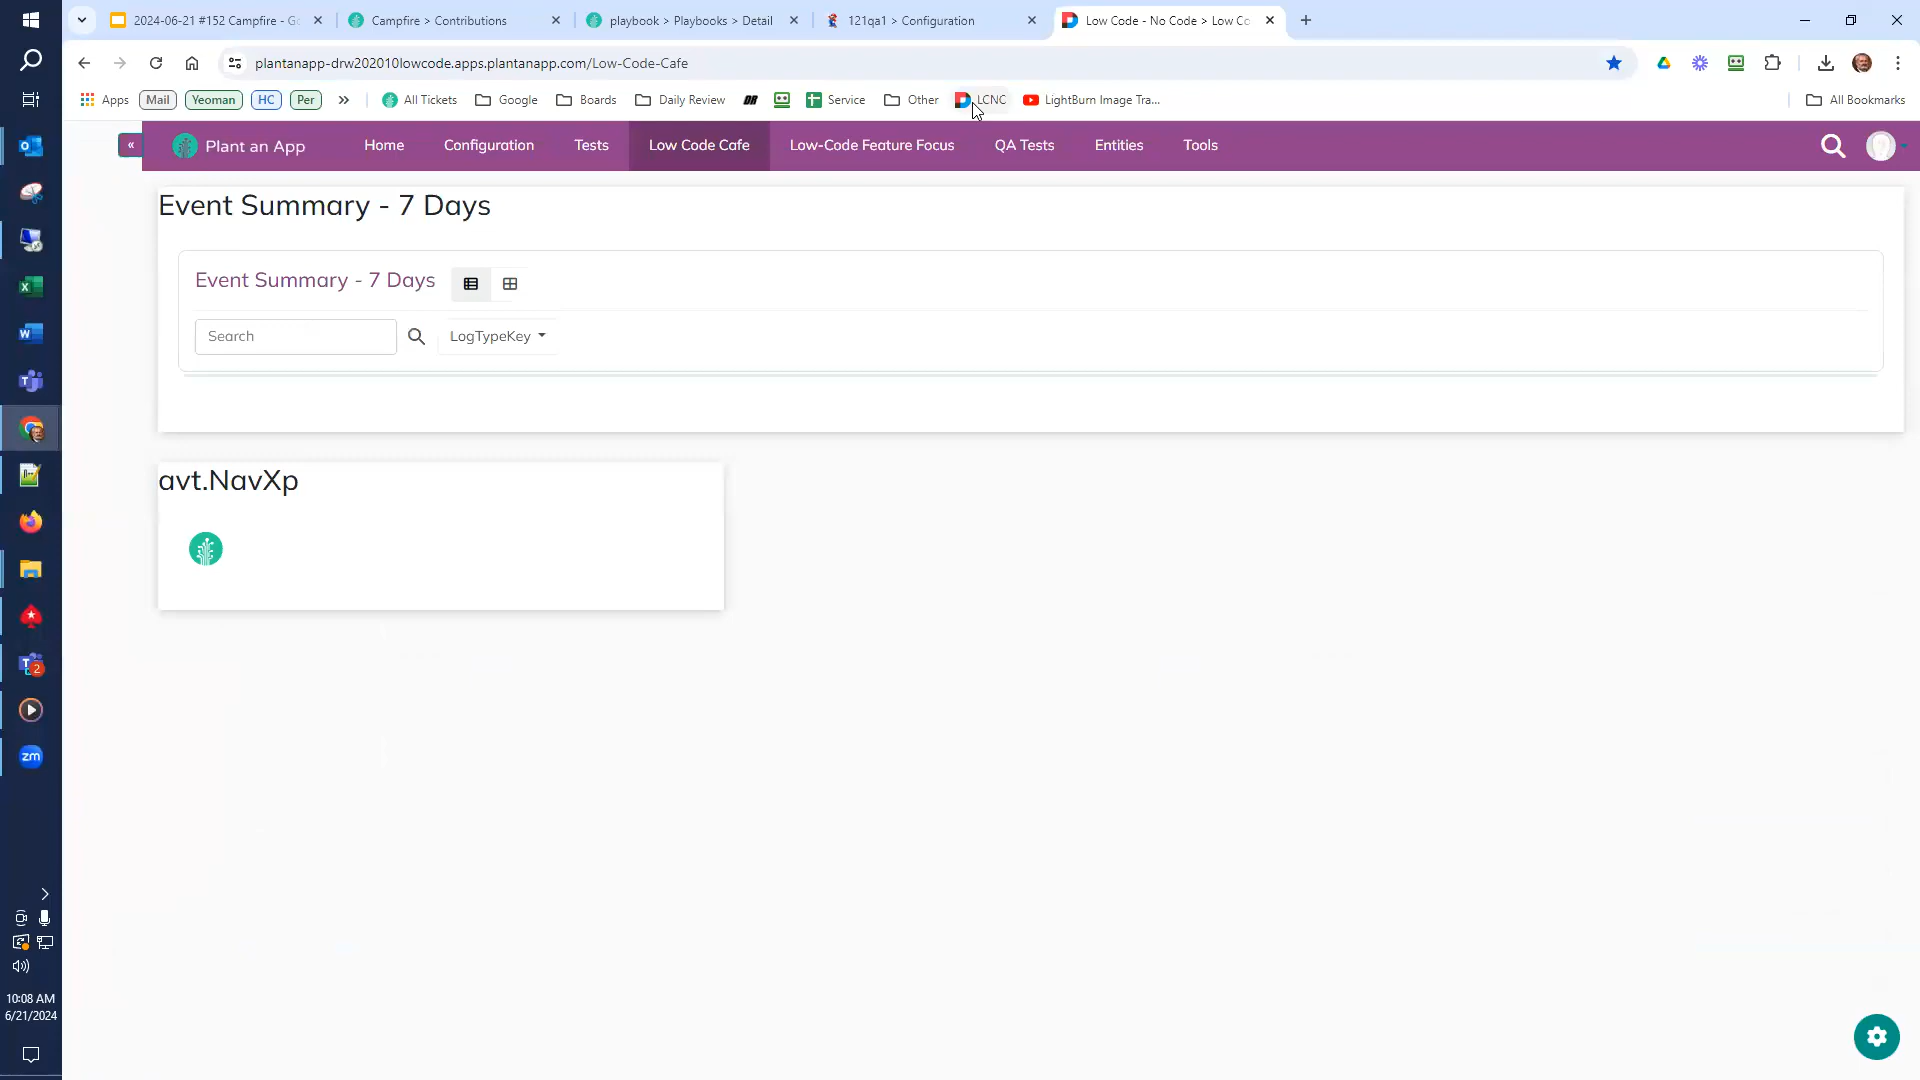 2024-06-21 #152 Campfire - Go
Campfire > Contributions
playbook > Playbooks > Detail
121qa1 > Configuration
Low Code - No Code > Low Co
plantanapp-drw202010lowcode.apps.plantanapp.com/Low-Code-Cafe
Apps
Mail
Yeoman
HC
Per
All Tickets
Google
Boards
Daily Review
Service
Other
LCNC
LightBurn Image Tra...
All Bookmarks
Plant an App
Home
Configuration
Tests
Low Code Cafe
Low-Code Feature Focus
QA Tests
Entities
Tools
Event Summary - 7 Days
Event Summary - 7 Days
Search
LogTypeKey
avt.NavXp
2
zm
10:08 AM
6/21/2024